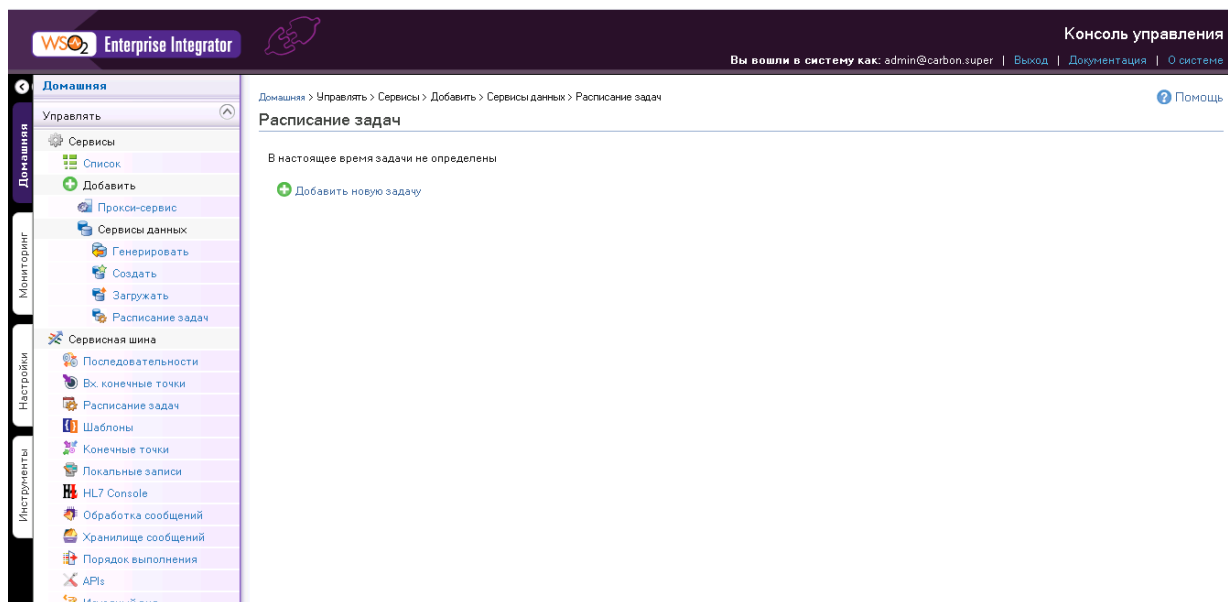 WSO2 Enterprise Integrator
Консоль управления
Вы вошли в систему как: admin@carbon.super | Выход | Документация | О системе
Домашняя
Мониторинг
Настройки
Инструменты
Домашняя
Управлять
Сервисы
Список
Добавить
Прокси-сервис
Сервисы данных
Генерировать
Создать
Загружать
Расписание задач
Сервисная шина
Последовательности
Вх. конечные точки
Расписание задач
Шаблоны
Конечные точки
Локальные записи
HL7 Console
Обработка сообщений
Хранилище сообщений
Порядок выполнения
APIs
Домашняя > Управлять > Сервисы > Добавить > Сервисы данных > Расписание задач
Помощь
Расписание задач
В настоящее время задачи не определены
Добавить новую задачу